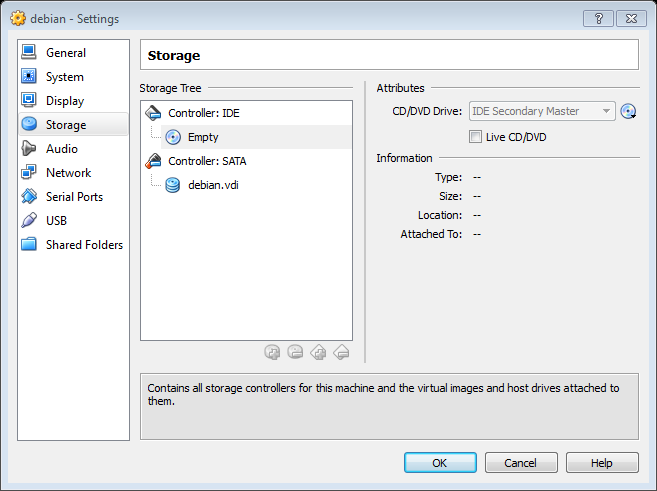 debian - Settings
General
System
Display
Storage
Audio
Network
Serial Ports
USB
Shared Folders
Storage
Storage Tree
Controller: IDE
Empty
Controller: SATA
debian.vdi
Attributes
CD/DVD Drive: IDE Secondary Master
Live CD/DVD
Information
Type: --
Size: --
Location: --
Attached To: --
Contains all storage controllers for this machine and the virtual images and host drives attached to
them.
OK Cancel Help